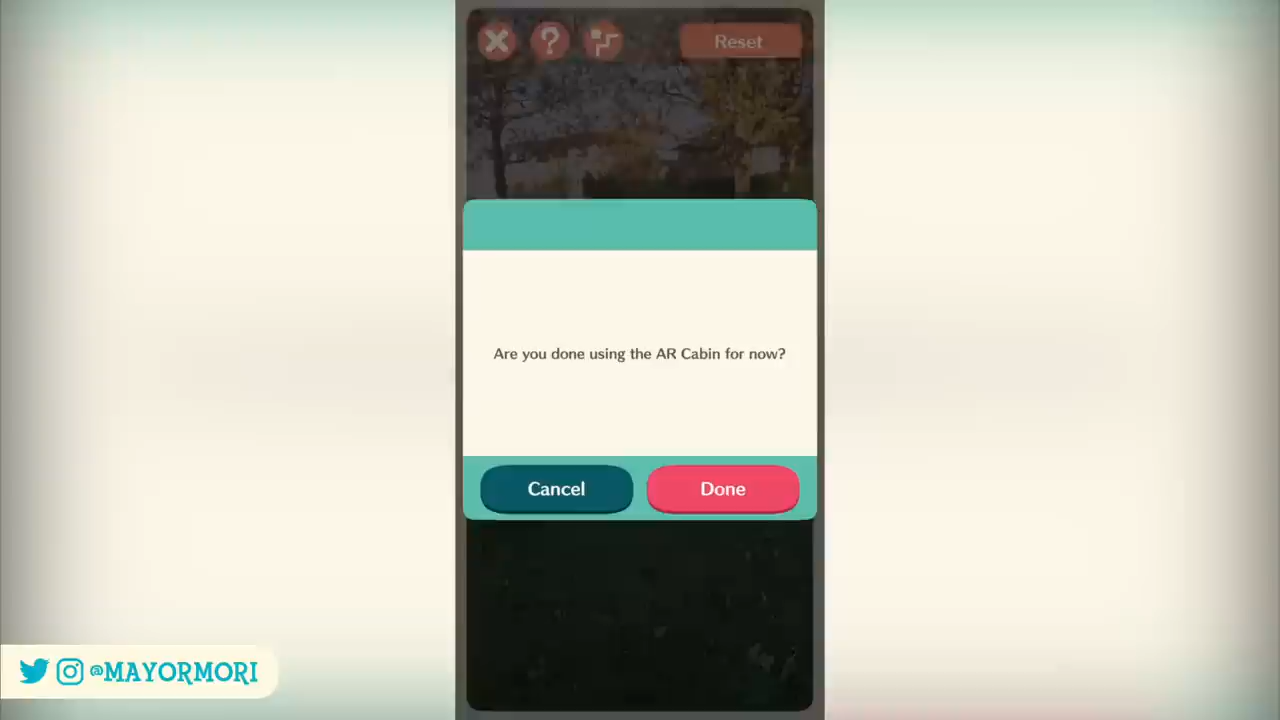 Reset
Are you done using the AR Cabin for now?
Cancel
Done
@MAYORMORI